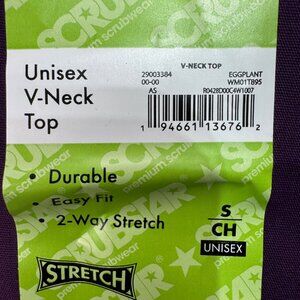 SCRUBSTAR
premium scrubwear
Unisex
V-Neck
Top
V-NECK TOP
29003384 EGGPLANT
00-00 WM01T895
AS R0428D00C4W1007
1 94661 13676 2
• Durable
• Easy Fit
• 2-Way Stretch
S
CH
UNISEX
STRETCH